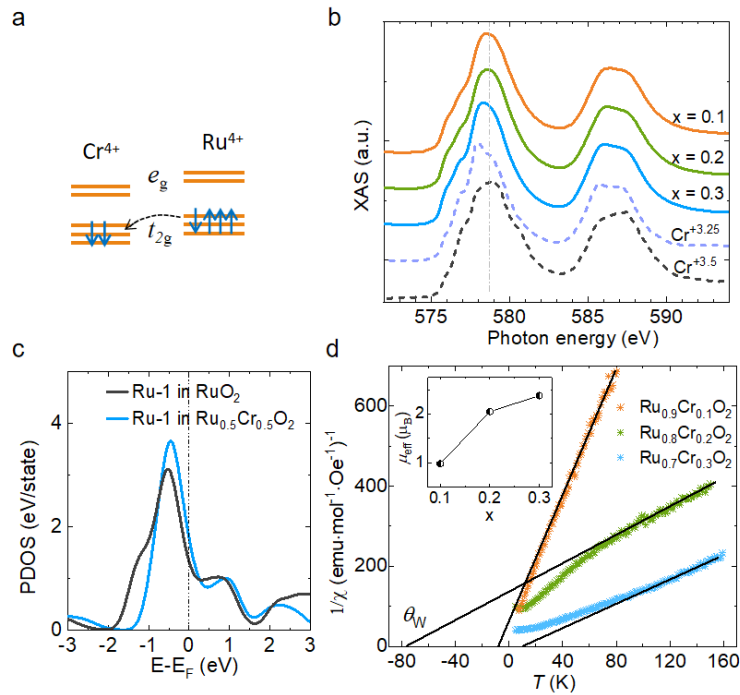 a
Cr4+
Ru4+
eg
t2g
b
XAS (a.u.)
x = 0.1
x = 0.2
x = 0.3
Cr+3.25
Cr+3.5
575 580 585 590
Photon energy (eV)
c
Ru-1 in RuO2
Ru-1 in Ru0.5Cr0.5O2
PDOS (eV/state)
4
2
0
-3 -2 -1 0 1 2 3
E-EF (eV)
d
1/χ (emu·mol-1·Oe-1)-1
600
400
200
0
μeff (μB)
2
1
0.1 0.2 0.3
x
Ru0.9Cr0.1O2
Ru0.8Cr0.2O2
Ru0.7Cr0.3O2
θW
-80 -40 0 40 80 120 160
T (K)